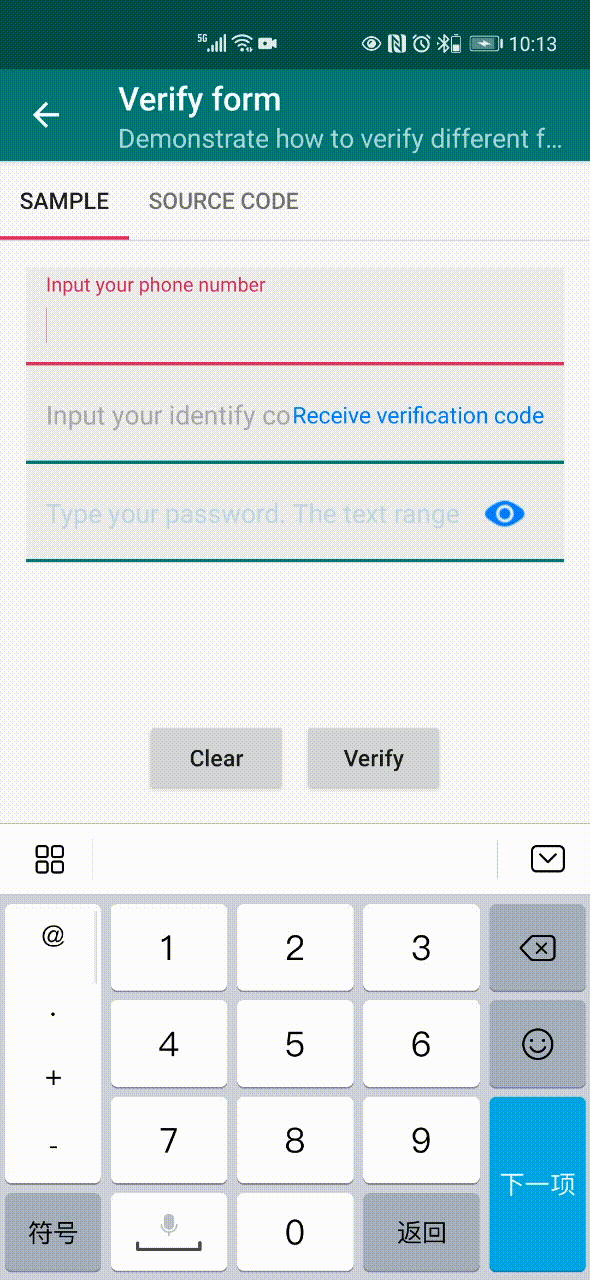 5G 10:13
Verify form
Demonstrate how to verify different f...
SAMPLE SOURCE CODE
Input your phone number
Input your identify co Receive verification code
Type your password. The text range
Clear Verify
@ 1 2 3
. 4 5 6
+
- 7 8 9 下一项
符号 0 返回